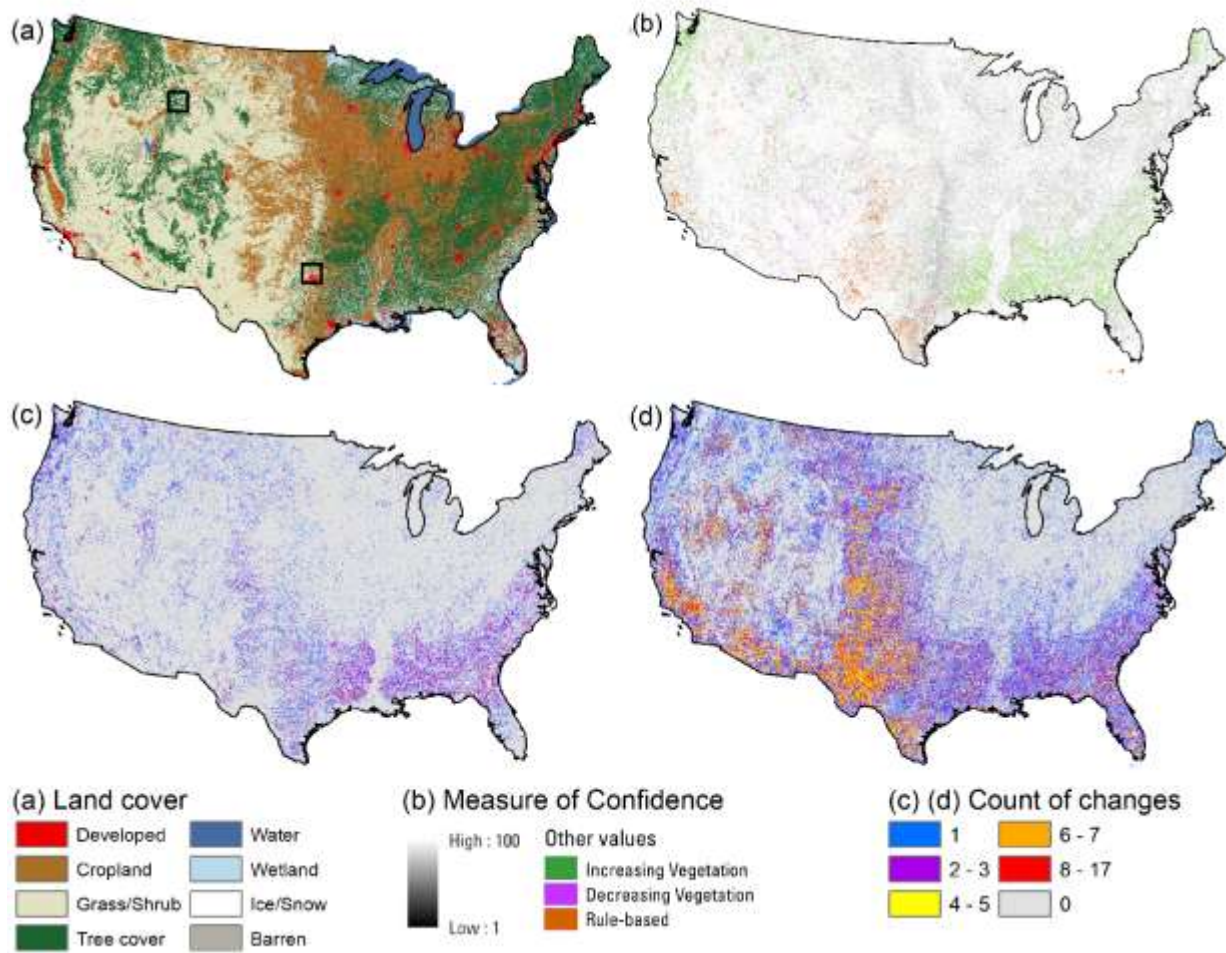 (a)
(b)
(c)
(d)
(a) Land cover
Developed
Water
Cropland
Wetland
Grass/Shrub
Ice/Snow
Tree cover
Barren
(b) Measure of Confidence
High : 100
Low : 1
Other values
Increasing Vegetation
Decreasing Vegetation
Rule-based
(c) (d) Count of changes
1
6 - 7
2 - 3
8 - 17
4 - 5
0